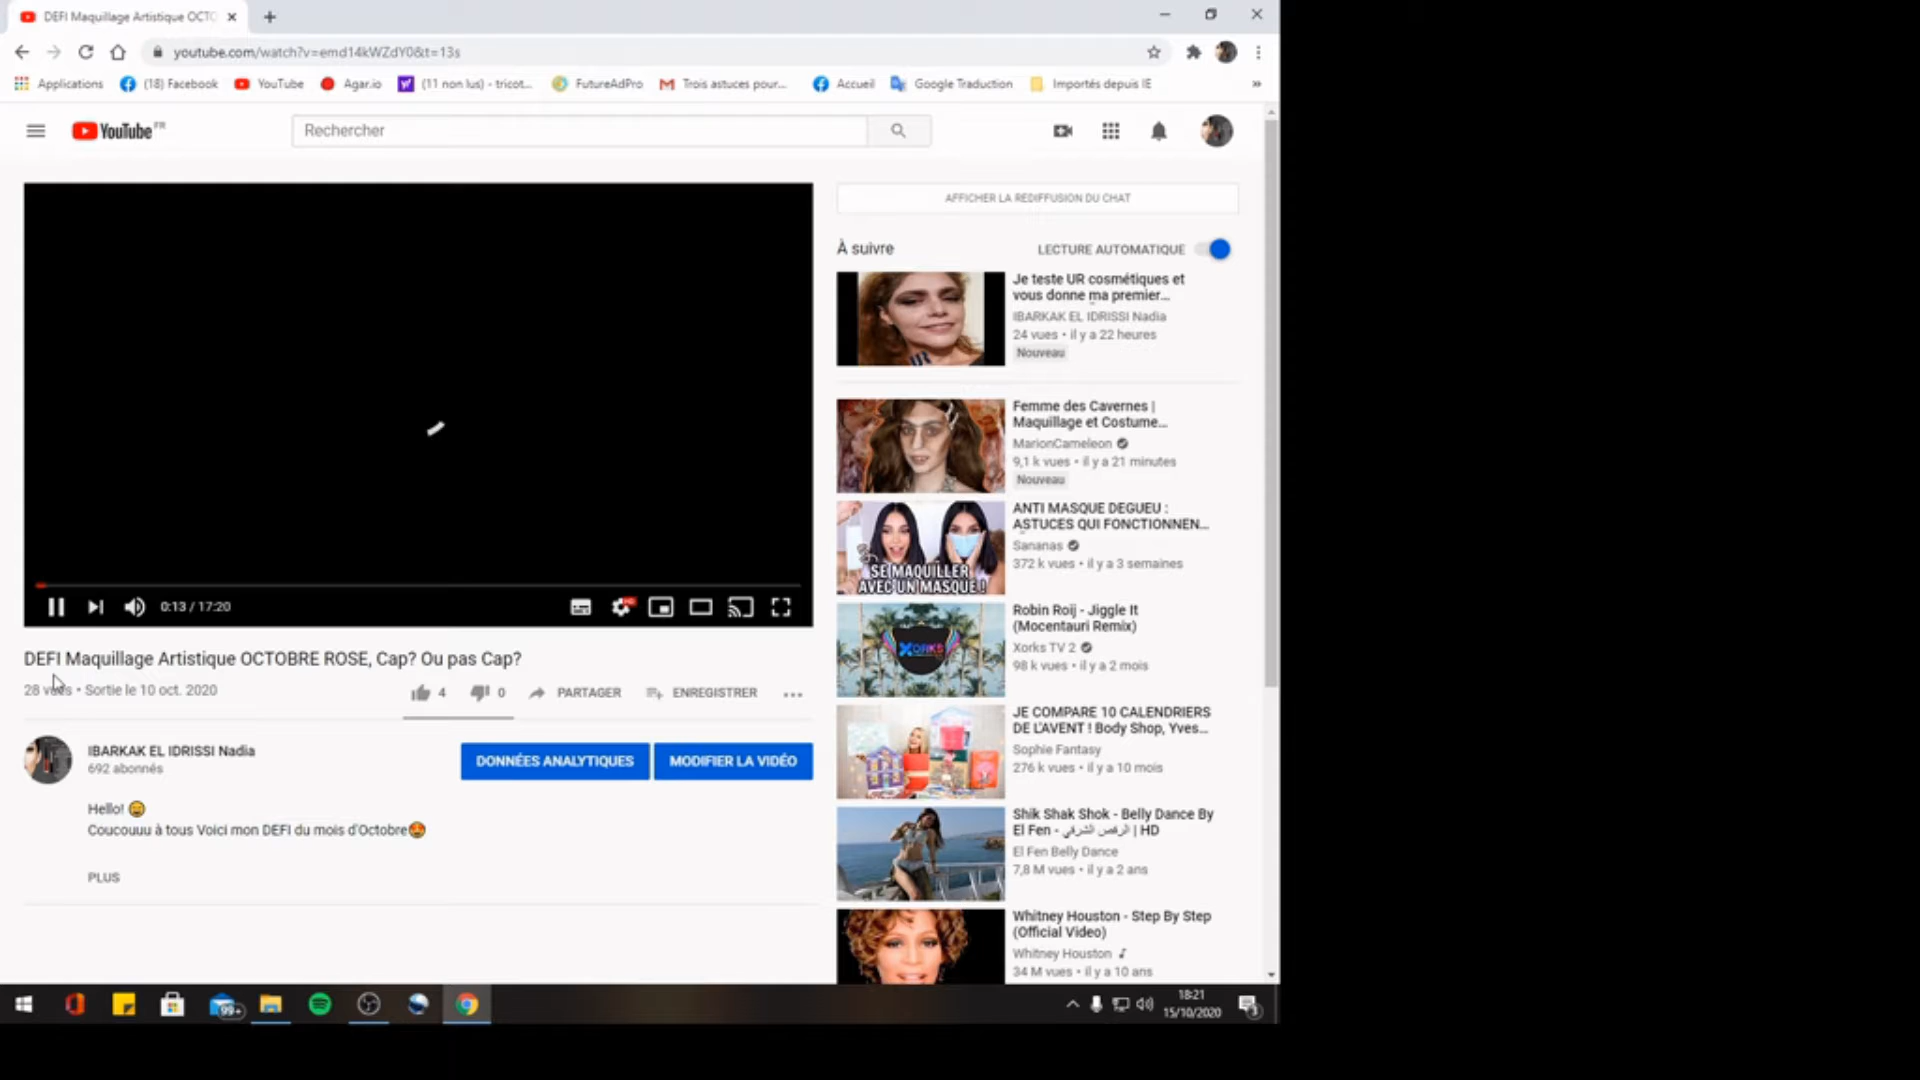 DEFI Maquillage Artistique OCTO
youtube.com/watch?v=emd14kWZdY0&t=13s
Applications
(18) Facebook
YouTube
Agar.io
(11 non lus) - tricot...
FutureAdPro
Trois astuces pour...
Accueil
Google Traduction
Importés depuis IE
»
YouTube FR
Rechercher
AFFICHER LA REDIFFUSION DU CHAT
À suivre
LECTURE AUTOMATIQUE
Je teste UR cosmétiques et
vous donne ma premier...
IBARKAK EL IDRISSI Nadia
24 vues • il y a 22 heures
Nouveau
Femme des Cavernes |
Maquillage et Costume...
MarionCameleon
9,1 k vues • il y a 21 minutes
Nouveau
SE MAQUILLER
AVEC UN MASQUE !
ANTI MASQUE DEGUEU :
ASTUCES QUI FONCTIONNEN...
Sananas
372 k vues • il y a 3 semaines
XORKS
Robin Roij - Jiggle It
(Mocentauri Remix)
Xorks TV 2
98 k vues • il y a 2 mois
JE COMPARE 10 CALENDRIERS
DE L'AVENT ! Body Shop, Yves...
Sophie Fantasy
276 k vues • il y a 10 mois
Shik Shak Shok - Belly Dance By
El Fen - الرقص الشرقي | HD
El Fen Belly Dance
7,8 M vues • il y a 2 ans
Whitney Houston - Step By Step
(Official Video)
Whitney Houston
34 M vues • il y a 10 ans
0:13 / 17:20
DEFI Maquillage Artistique OCTOBRE ROSE, Cap? Ou pas Cap?
28 vues • Sortie le 10 oct. 2020
4
0
PARTAGER
ENREGISTRER
IBARKAK EL IDRISSI Nadia
692 abonnés
DONNÉES ANALYTIQUES
MODIFIER LA VIDÉO
Hello! 😄
Coucouuu à tous Voici mon DEFI du mois d'Octobre🤩
PLUS
99+
18:21
15/10/2020
3